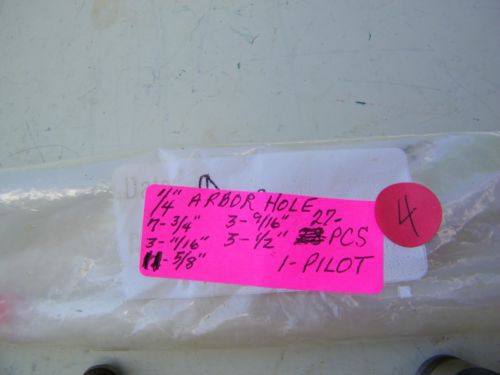 1/4" ARBOR HOLE
7-3/4" 3-9/16" 27-
3-11/16" 3-1/2" PCS
11-5/8" 1-PILOT
4